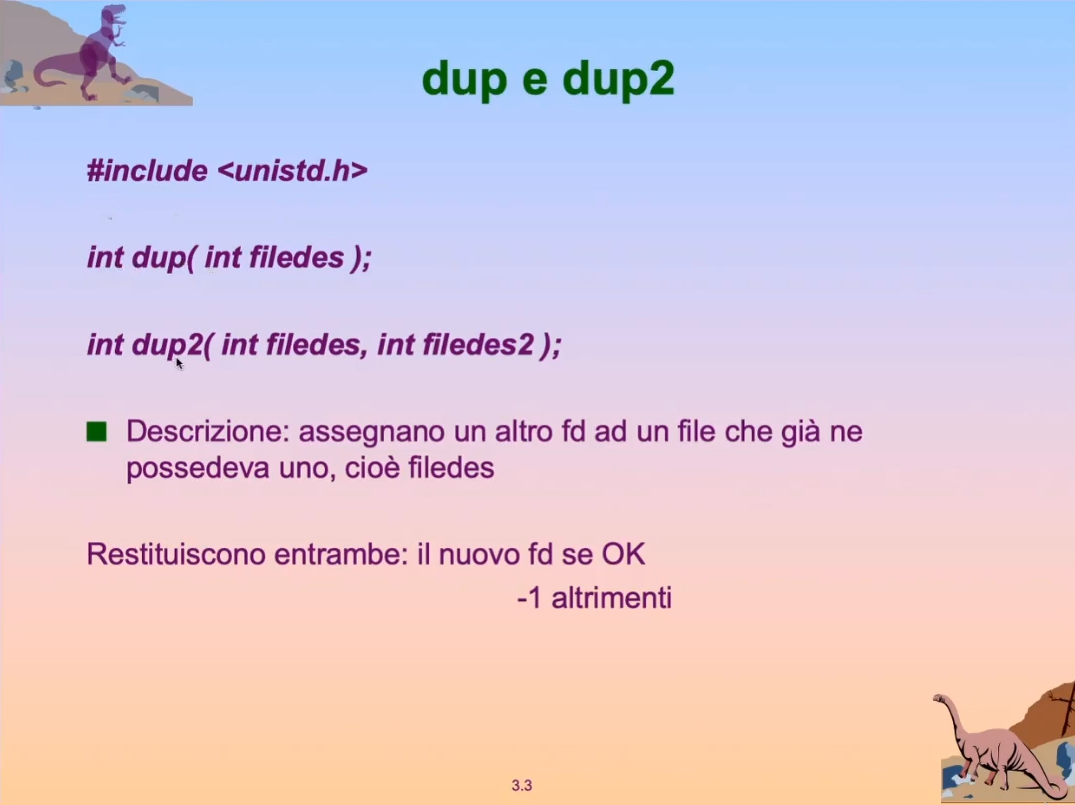 dup e dup2
#include <unistd.h>
int dup( int filedes );
int dup2( int filedes, int filedes2 );
Descrizione: assegnano un altro fd ad un file che già ne
possedeva uno, cioè filedes
Restituiscono entrambe: il nuovo fd se OK
-1 altrimenti
3.3